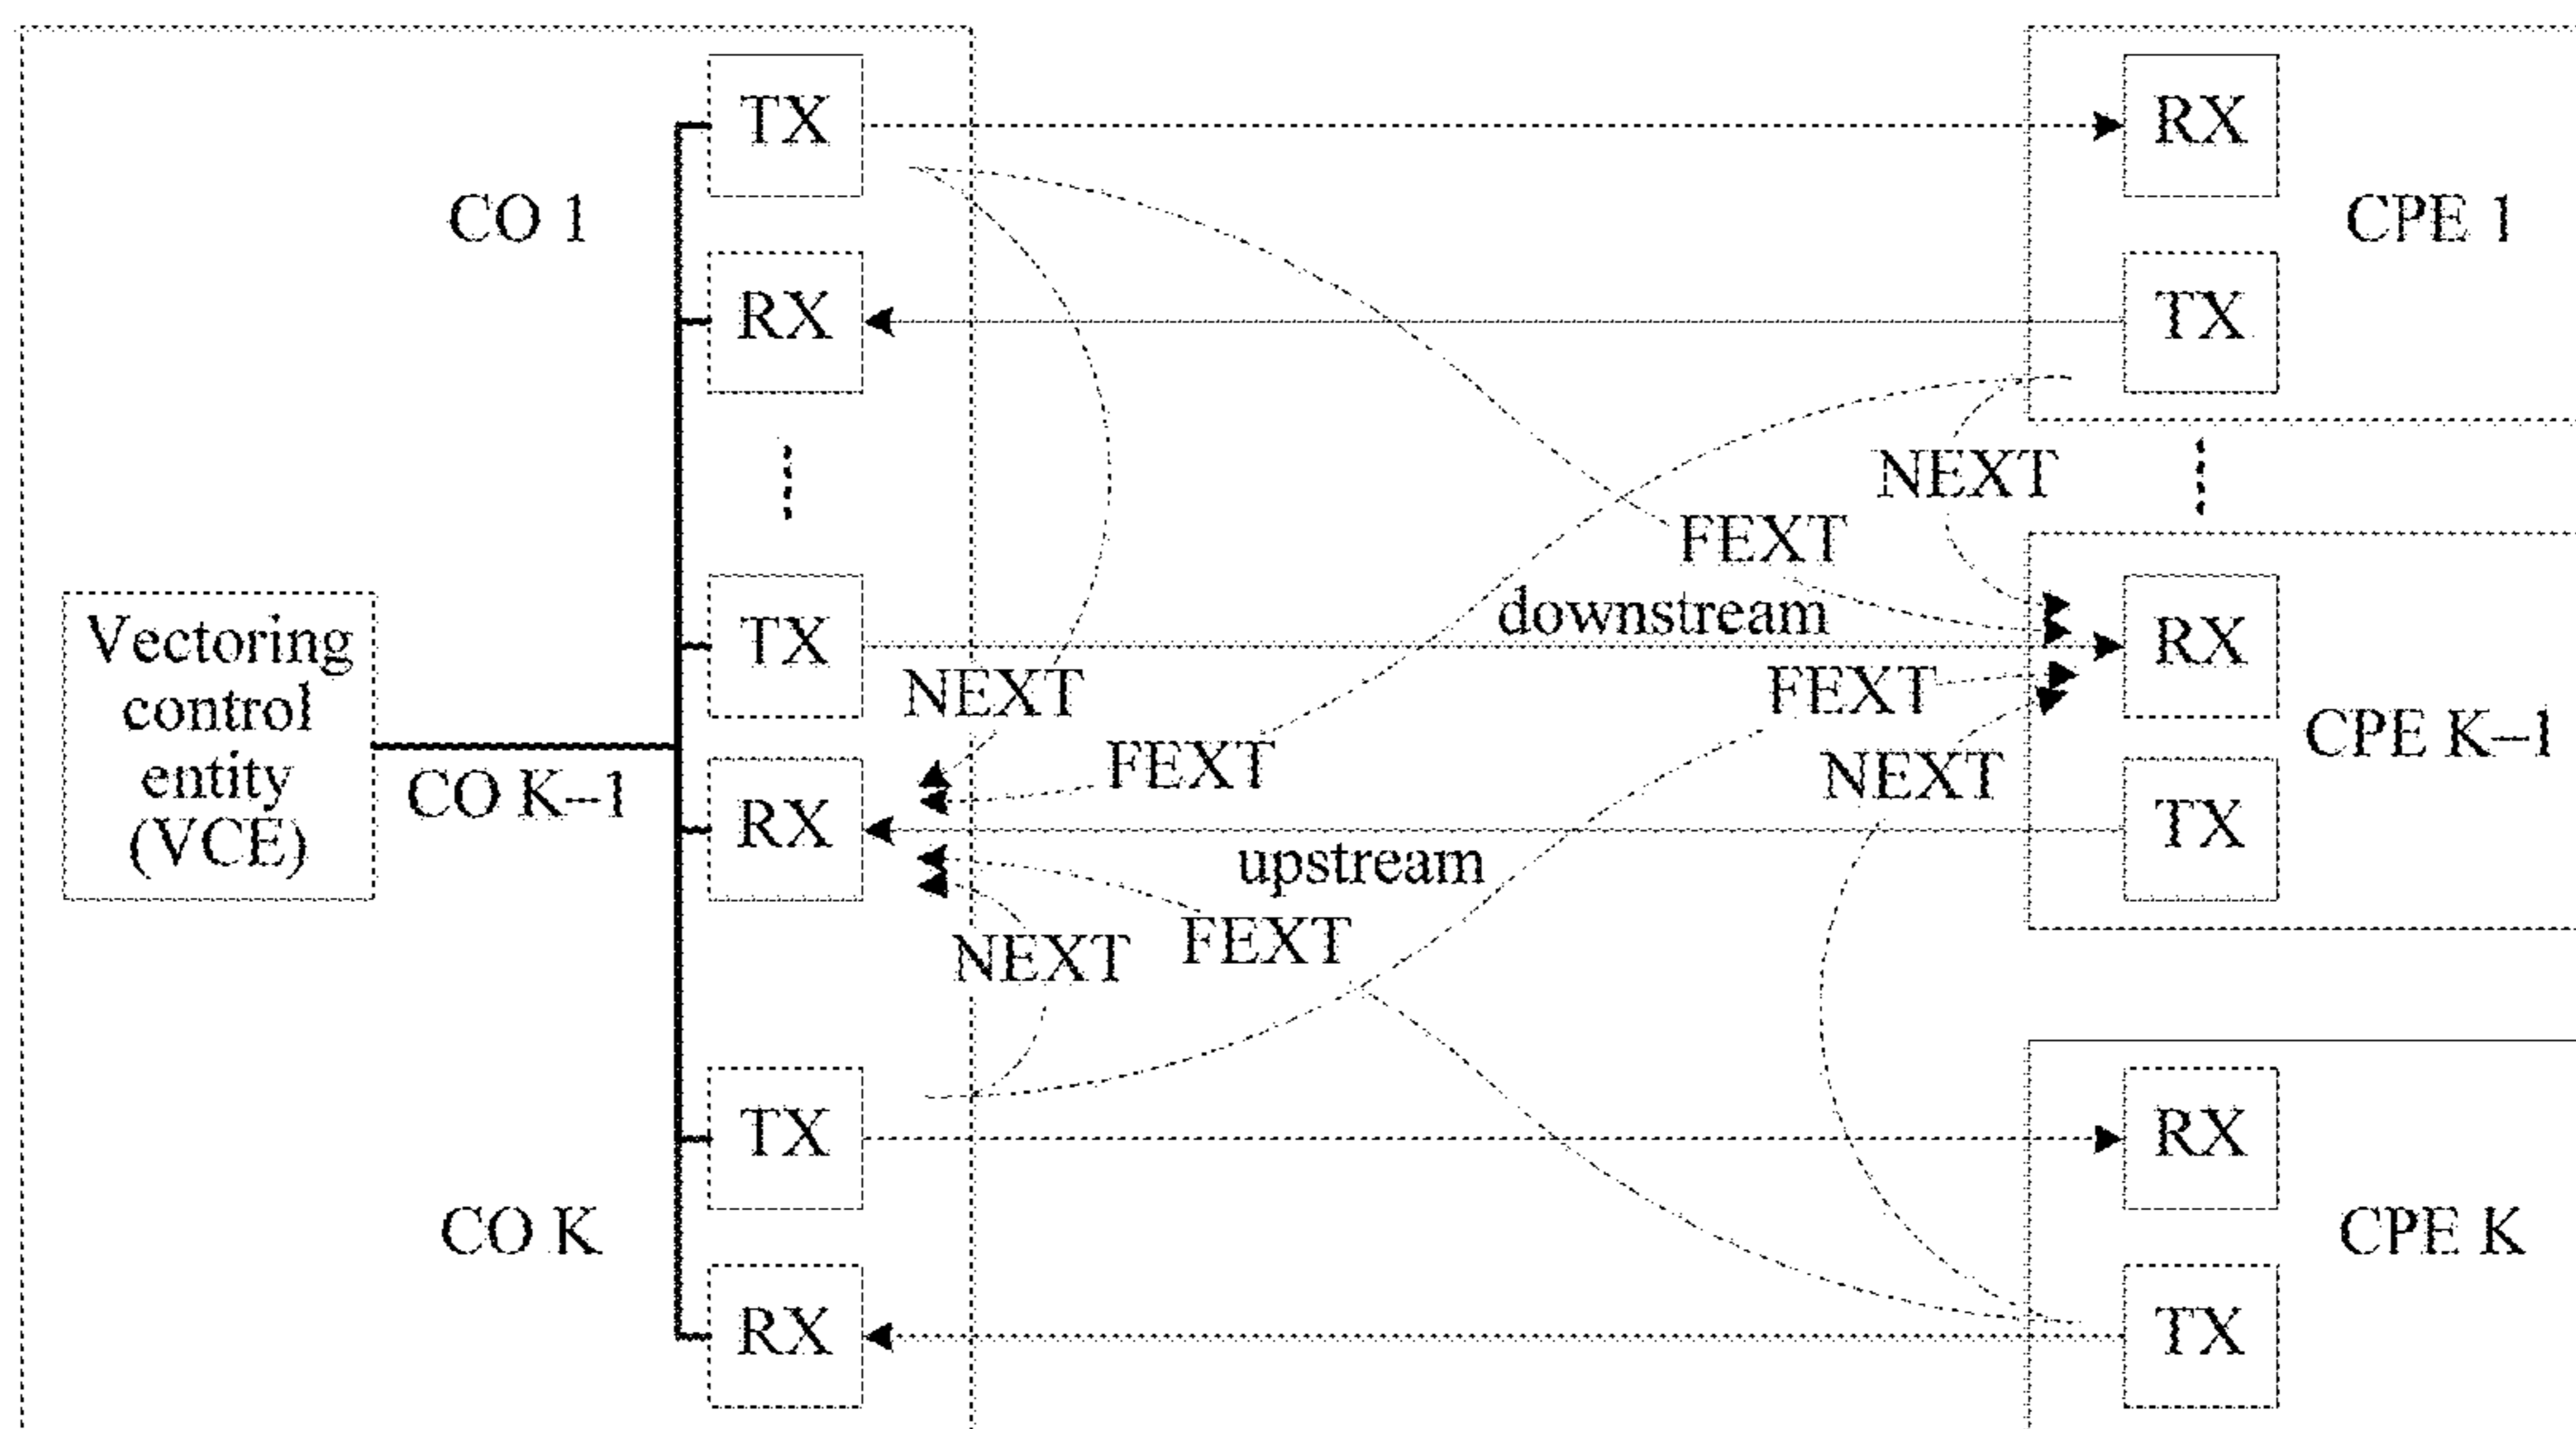 TX
RX
CO 1
CPE 1
RX
TX
NEXT
FEXT
TX
downstream
RX
Vectoring
control
entity
(VCE)
NEXT
FEXT
CPE K–1
CO K–1
FEXT
NEXT
RX
upstream
TX
NEXT
FEXT
TX
RX
CO K
CPE K
RX
TX